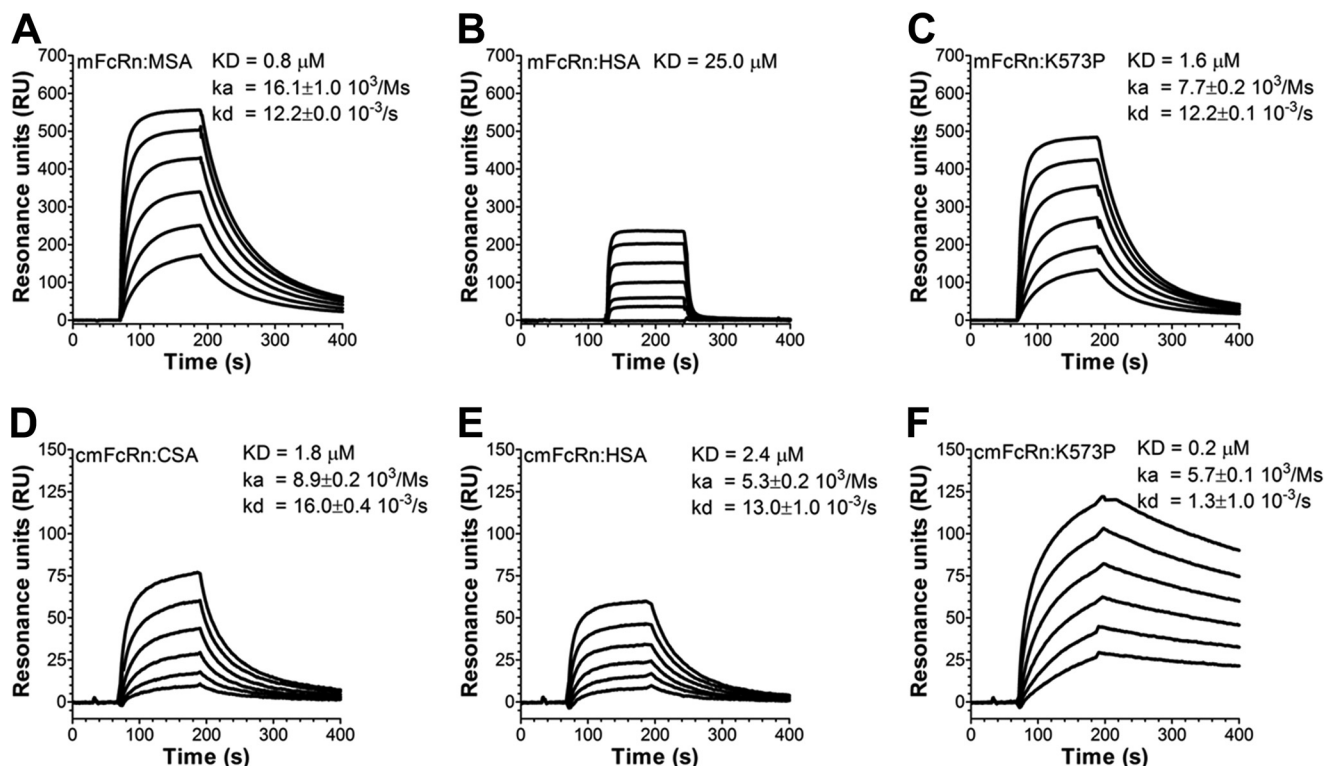 A
mFcRn:MSA
KD = 0.8 μM
ka = 16.1±1.0 10³/Ms
kd = 12.2±0.0 10⁻³/s
Resonance units (RU)
700
600
500
400
300
200
100
0
0 100 200 300 400
Time (s)
B
mFcRn:HSA KD = 25.0 μM
Resonance units (RU)
700
600
500
400
300
200
100
0
0 100 200 300 400
Time (s)
C
mFcRn:K573P
KD = 1.6 μM
ka = 7.7±0.2 10³/Ms
kd = 12.2±0.1 10⁻³/s
Resonance units (RU)
700
600
500
400
300
200
100
0
0 100 200 300 400
Time (s)
D
cmFcRn:CSA
KD = 1.8 μM
ka = 8.9±0.2 10³/Ms
kd = 16.0±0.4 10⁻³/s
Resonance units (RU)
150
125
100
75
50
25
0
0 100 200 300 400
Time (s)
E
cmFcRn:HSA
KD = 2.4 μM
ka = 5.3±0.2 10³/Ms
kd = 13.0±1.0 10⁻³/s
Resonance units (RU)
150
125
100
75
50
25
0
0 100 200 300 400
Time (s)
F
cmFcRn:K573P
KD = 0.2 μM
ka = 5.7±0.1 10³/Ms
kd = 1.3±1.0 10⁻³/s
Resonance units (RU)
150
125
100
75
50
25
0
0 100 200 300 400
Time (s)